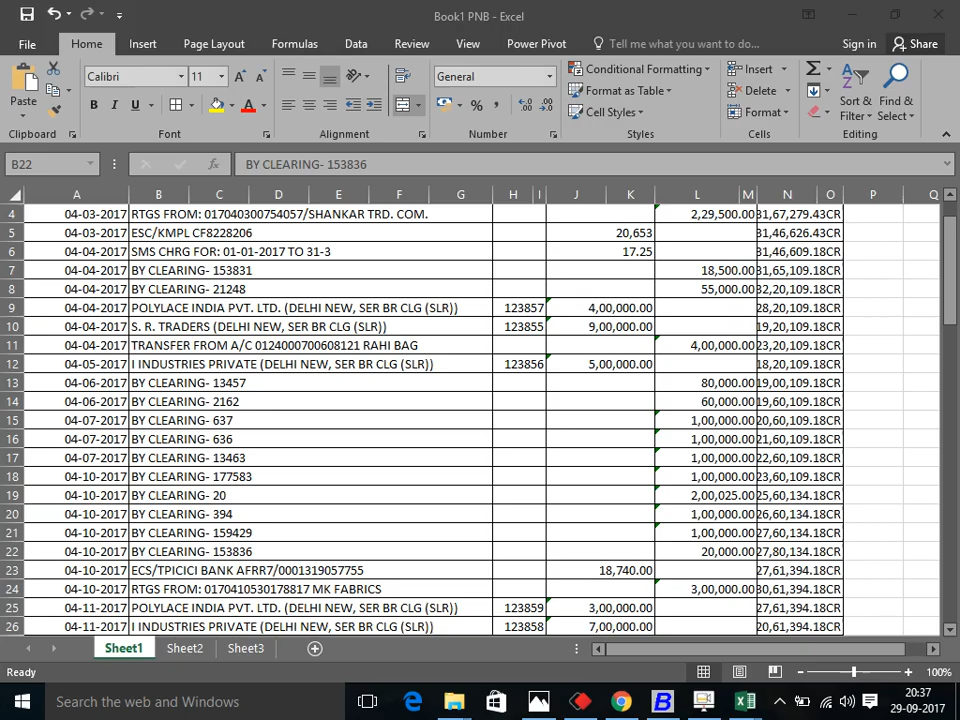 Book1 PNB - Excel
File Home Insert Page Layout Formulas Data Review View Power Pivot Tell me what you want to do... Sign in Share
Paste Calibri 11 A A General Conditional Formatting Insert Σ
B I U A % , Format as Table Delete Sort & Find &
Cell Styles Format Filter Select
Clipboard Font Alignment Number Styles Cells Editing
B22 fx BY CLEARING- 153836
A B C D E F G H I J K L M N O P Q
4 04-03-2017 RTGS FROM: 017040300754057/SHANKAR TRD. COM. 2,29,500.00 31,67,279.43CR
5 04-03-2017 ESC/KMPL CF8228206 20,653 31,46,626.43CR
6 04-04-2017 SMS CHRG FOR: 01-01-2017 TO 31-3 17.25 31,46,609.18CR
7 04-04-2017 BY CLEARING- 153831 18,500.00 31,65,109.18CR
8 04-04-2017 BY CLEARING- 21248 55,000.00 32,20,109.18CR
9 04-04-2017 POLYLACE INDIA PVT. LTD. (DELHI NEW, SER BR CLG (SLR)) 123857 4,00,000.00 28,20,109.18CR
10 04-04-2017 S. R. TRADERS (DELHI NEW, SER BR CLG (SLR)) 123855 9,00,000.00 19,20,109.18CR
11 04-04-2017 TRANSFER FROM A/C 0124000700608121 RAHI BAG 4,00,000.00 23,20,109.18CR
12 04-05-2017 I INDUSTRIES PRIVATE (DELHI NEW, SER BR CLG (SLR)) 123856 5,00,000.00 18,20,109.18CR
13 04-06-2017 BY CLEARING- 13457 80,000.00 19,00,109.18CR
14 04-06-2017 BY CLEARING- 2162 60,000.00 19,60,109.18CR
15 04-07-2017 BY CLEARING- 637 1,00,000.00 20,60,109.18CR
16 04-07-2017 BY CLEARING- 636 1,00,000.00 21,60,109.18CR
17 04-07-2017 BY CLEARING- 13463 1,00,000.00 22,60,109.18CR
18 04-10-2017 BY CLEARING- 177583 1,00,000.00 23,60,109.18CR
19 04-10-2017 BY CLEARING- 20 2,00,025.00 25,60,134.18CR
20 04-10-2017 BY CLEARING- 394 1,00,000.00 26,60,134.18CR
21 04-10-2017 BY CLEARING- 159429 1,00,000.00 27,60,134.18CR
22 04-10-2017 BY CLEARING- 153836 20,000.00 27,80,134.18CR
23 04-10-2017 ECS/TPICICI BANK AFRR7/0001319057755 18,740.00 27,61,394.18CR
24 04-10-2017 RTGS FROM: 0170410530178817 MK FABRICS 3,00,000.00 30,61,394.18CR
25 04-11-2017 POLYLACE INDIA PVT. LTD. (DELHI NEW, SER BR CLG (SLR)) 123859 3,00,000.00 27,61,394.18CR
26 04-11-2017 I INDUSTRIES PRIVATE (DELHI NEW, SER BR CLG (SLR)) 123858 7,00,000.00 20,61,394.18CR
Sheet1 Sheet2 Sheet3
Ready 100%
Search the web and Windows 20:37
29-09-2017